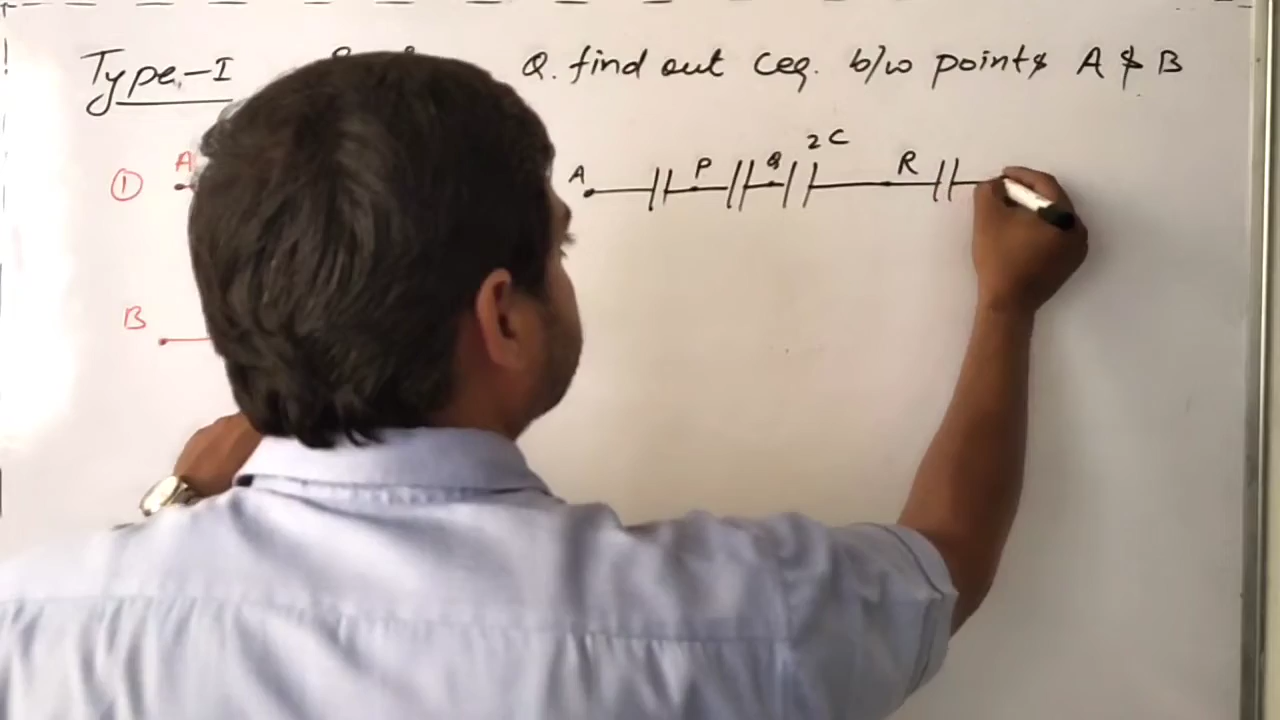 Type-I Q. find out Ceq. b/w points A & B
2C
① A A P Q R
B